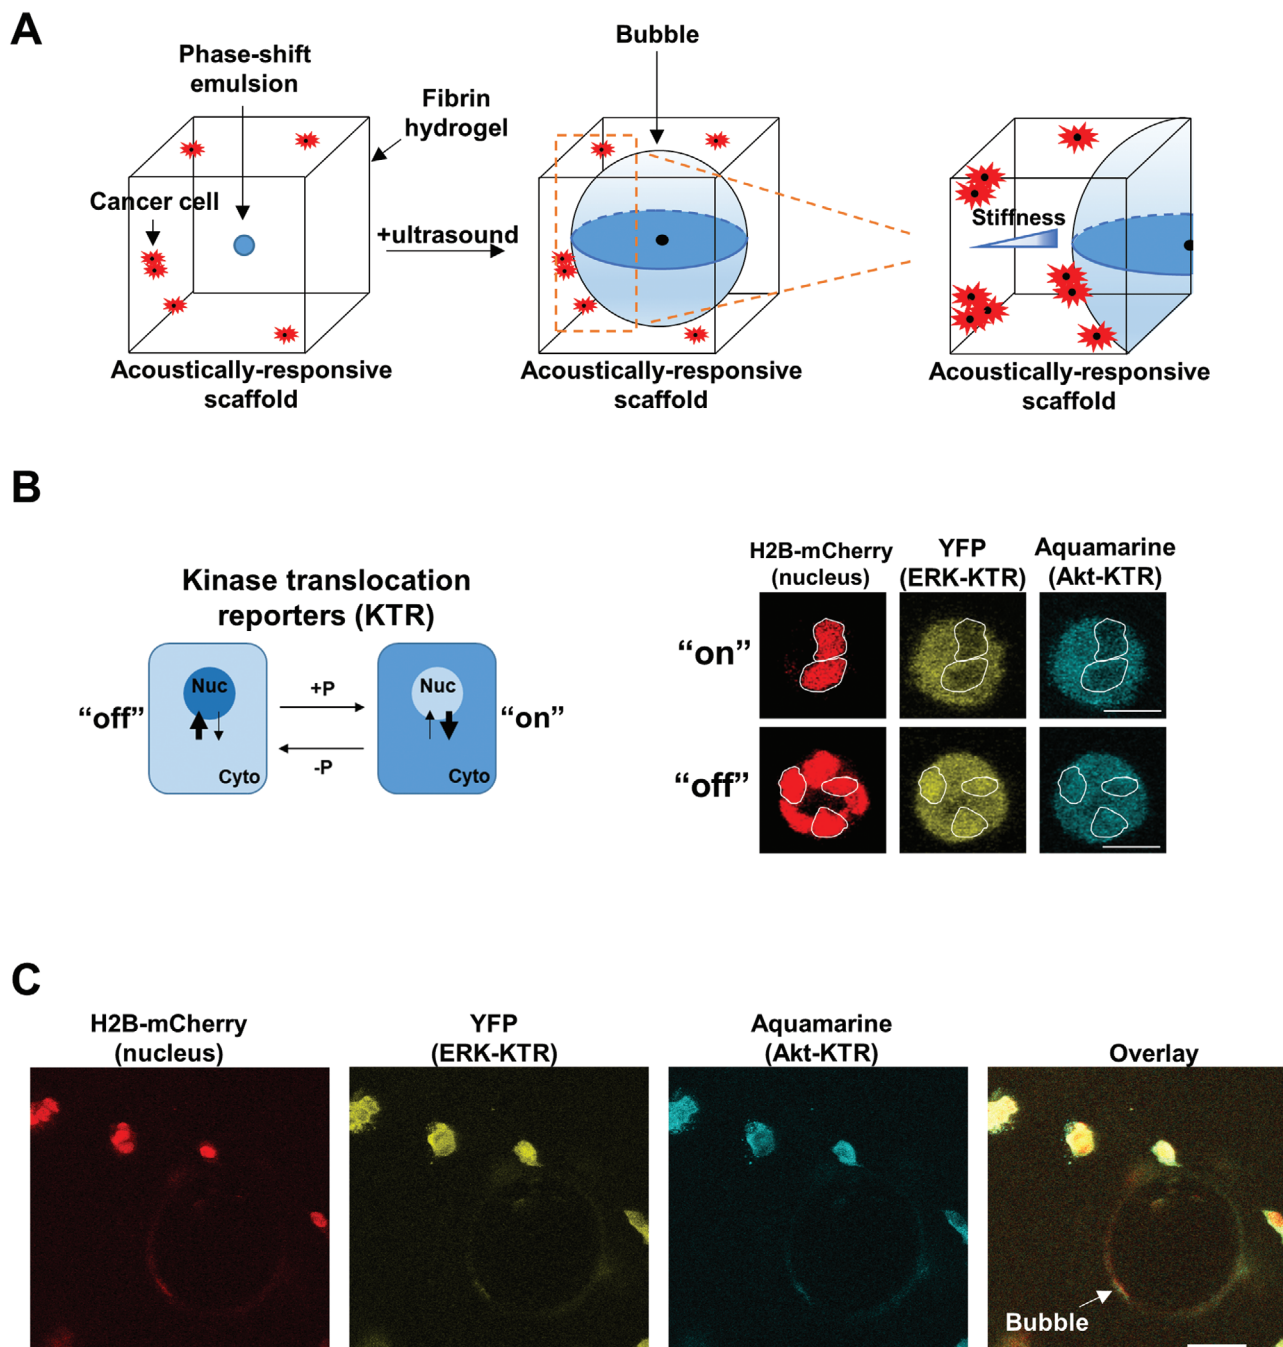 A
Phase-shift
emulsion
Fibrin
hydrogel
Cancer cell
Acoustically-responsive
scaffold
+ultrasound
Bubble
Acoustically-responsive
scaffold
Stiffness
Acoustically-responsive
scaffold
B
Kinase translocation
reporters (KTR)
“off”
Nuc
Cyto
+P
-P
Nuc
Cyto
“on”
H2B-mCherry
(nucleus)
YFP
(ERK-KTR)
Aquamarine
(Akt-KTR)
“on”
“off”
C
H2B-mCherry
(nucleus)
YFP
(ERK-KTR)
Aquamarine
(Akt-KTR)
Overlay
Bubble